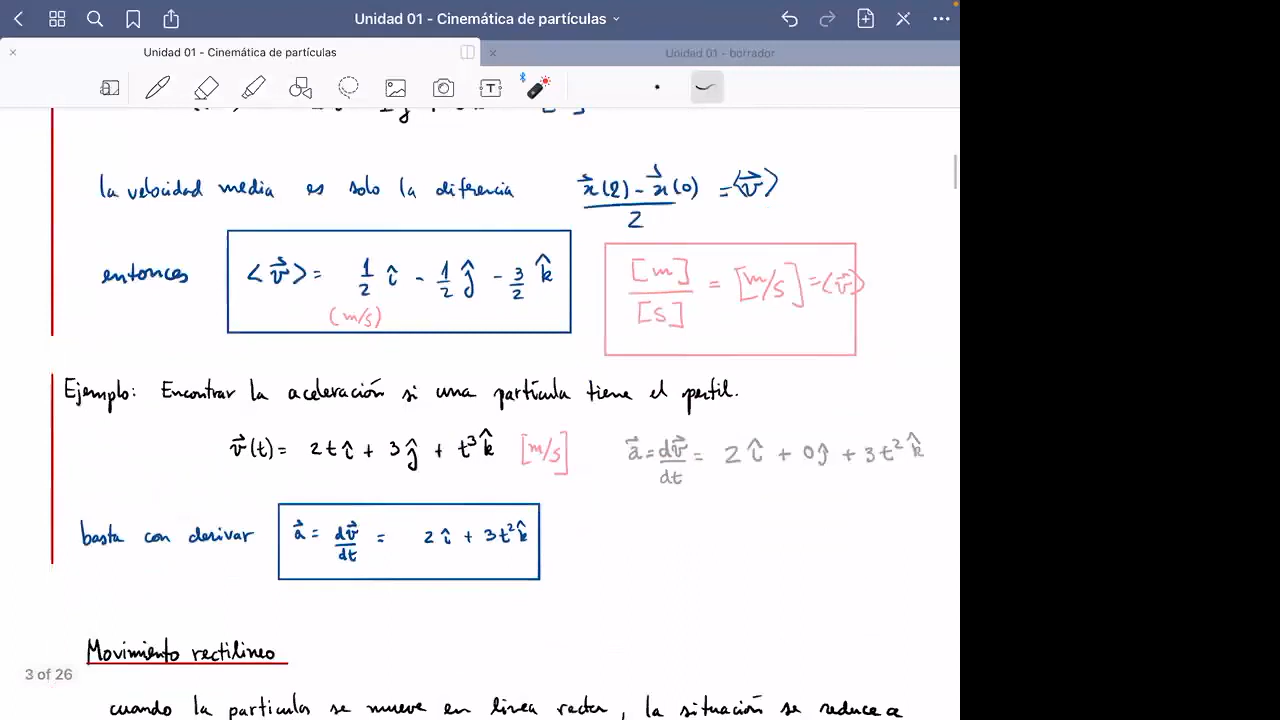 Unidad 01 - Cinemática de partículas
Unidad 01 - Cinemática de partículas
Unidad 01 - borrador
la velocidad media es solo la diferencia x⃗(2) - x⃗(0) / 2 = <v⃗>
entonces <v⃗> = 1/2 î - 1/2 ĵ - 3/2 k̂
(m/s)
[m]/[s] = [m/s] = <v⃗>
Ejemplo: Encontrar la aceleración si una partícula tiene el perfil.
v⃗(t) = 2t î + 3 ĵ + t³ k̂ [m/s] a⃗ = dv⃗/dt = 2 î + 0 ĵ + 3t² k̂
basta con derivar a⃗ = dv⃗/dt = 2 î + 3t² k̂
Movimiento rectilineo
3 of 26
cuando la particulas se mueve en linea recta, la situación se reduce a